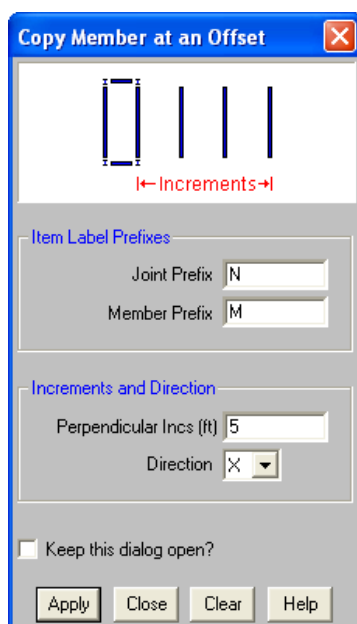 Copy Member at an Offset
Increments
Item Label Prefixes
Joint Prefix N
Member Prefix M
Increments and Direction
Perpendicular Incs (ft) 5
Direction X
Keep this dialog open?
Apply Close Clear Help